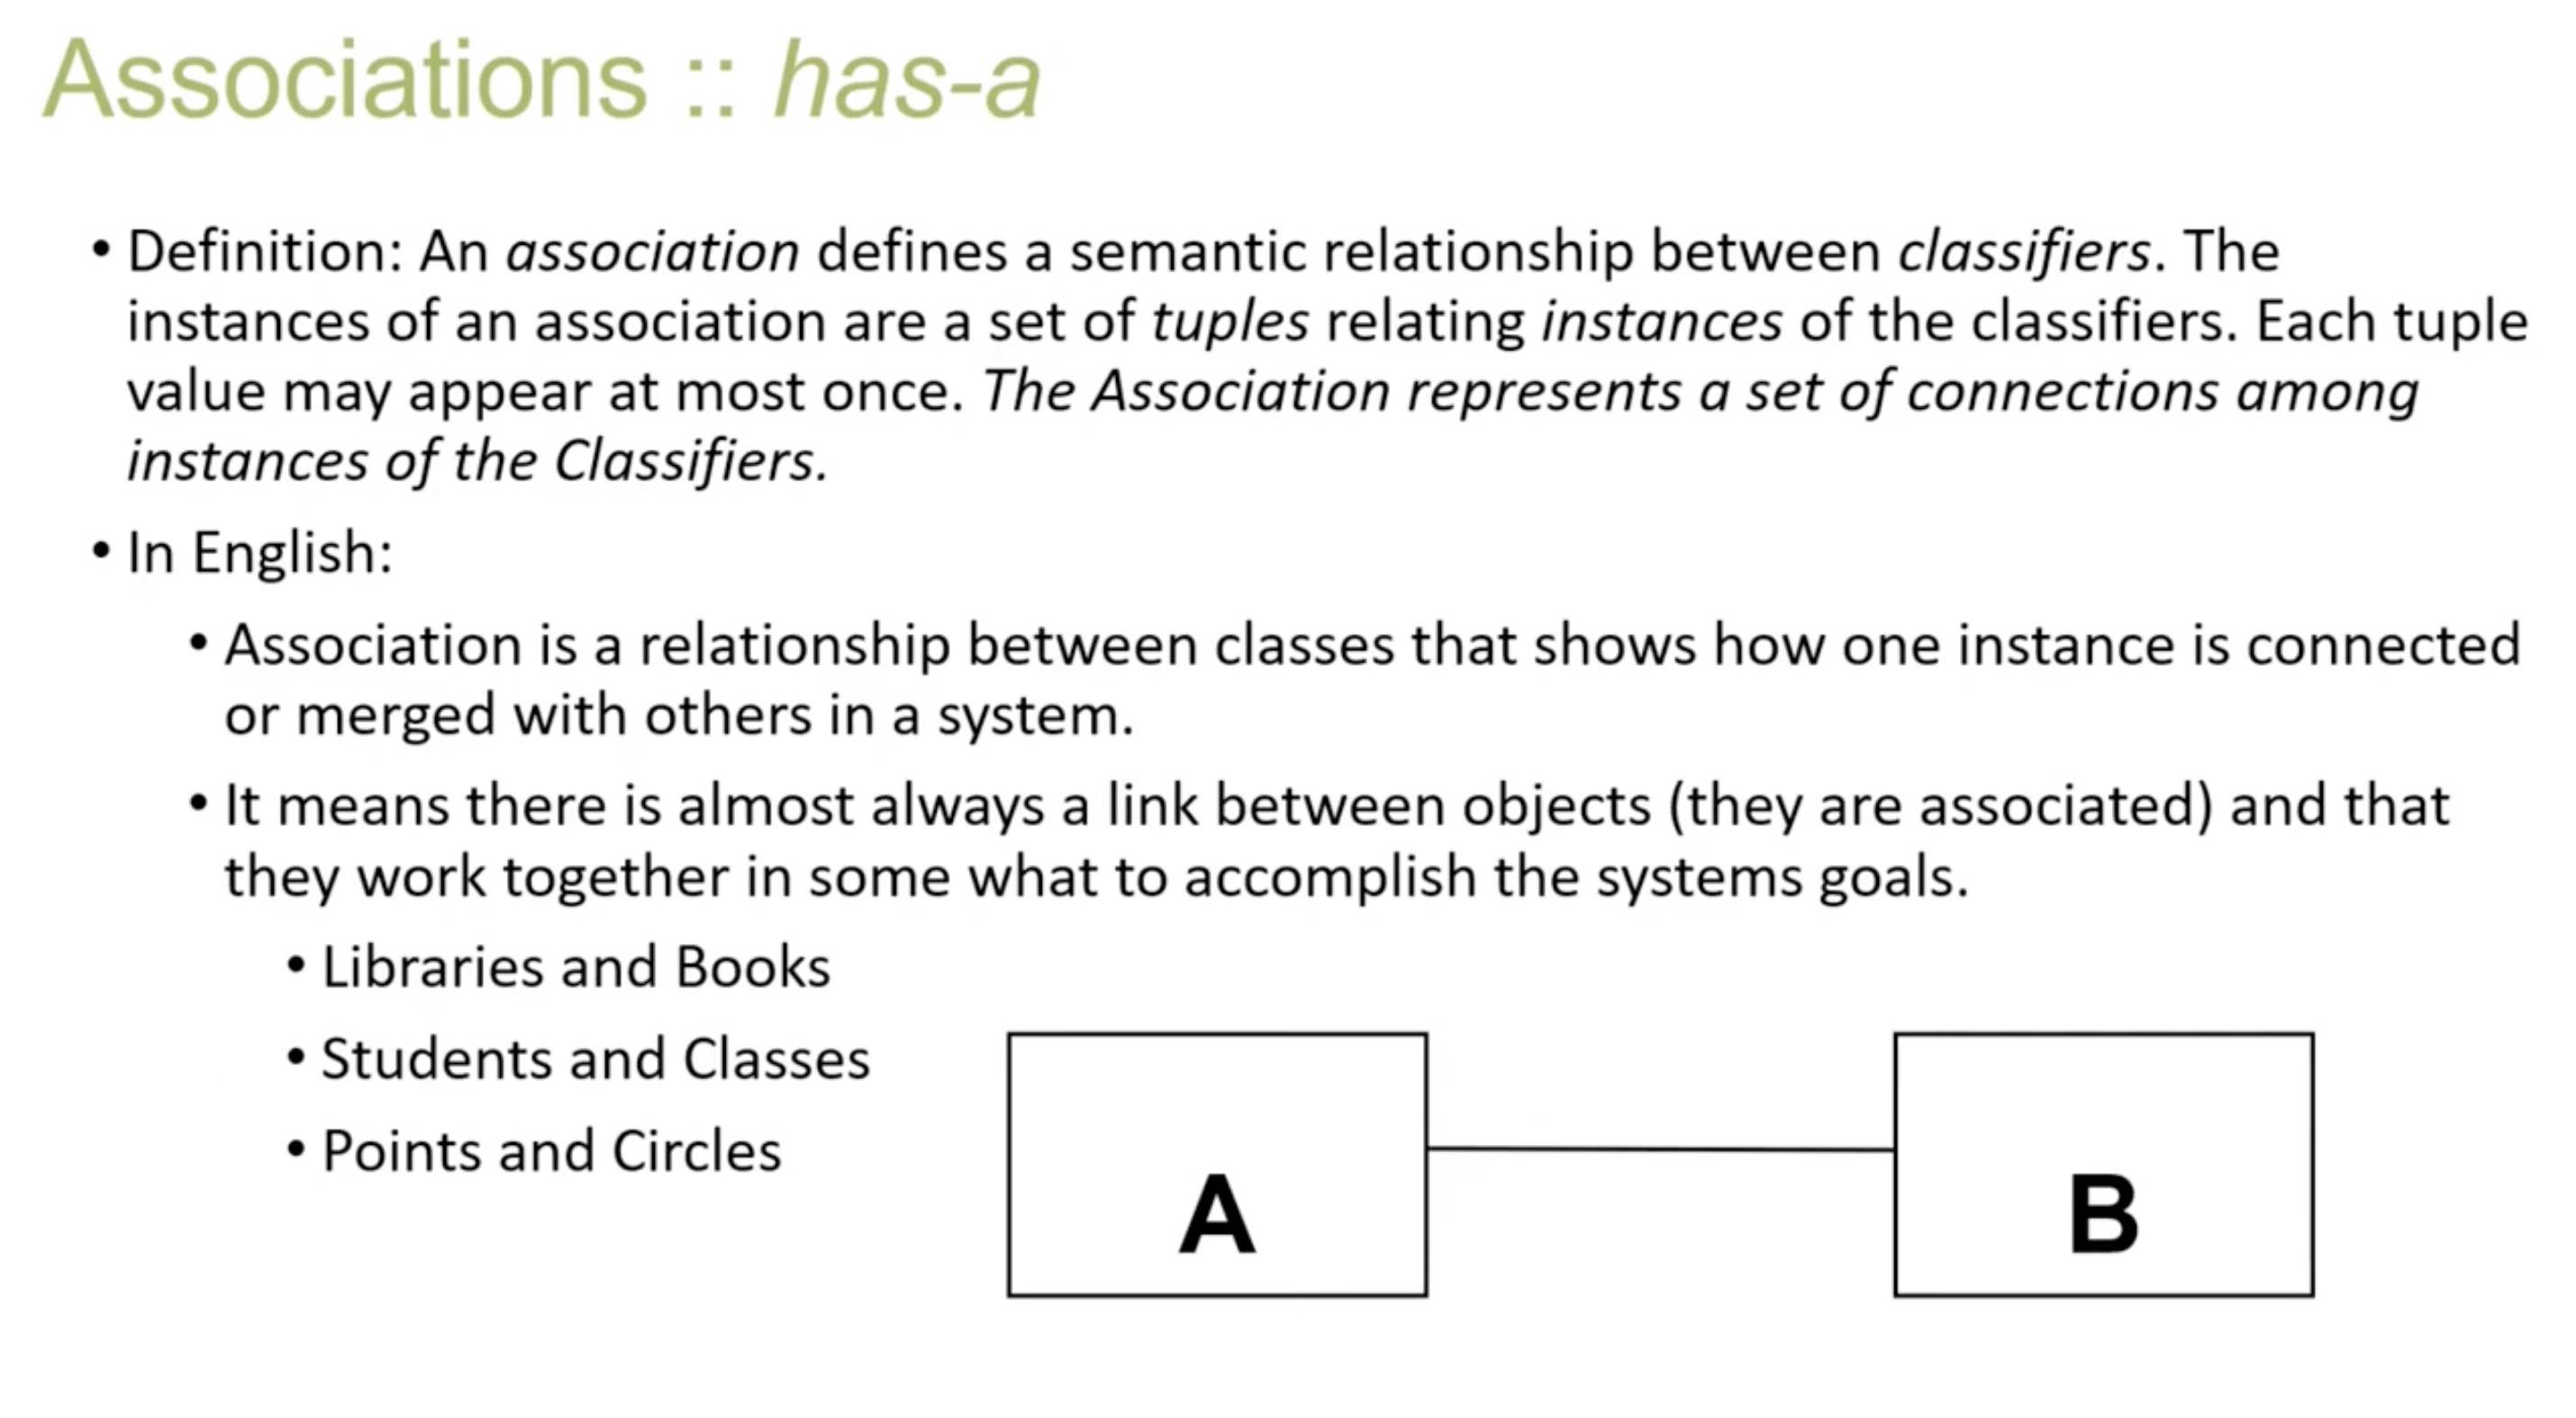 Associations :: has-a
• Definition: An association defines a semantic relationship between classifiers. The
instances of an association are a set of tuples relating instances of the classifiers. Each tuple
value may appear at most once. The Association represents a set of connections among
instances of the Classifiers.
• In English:
• Association is a relationship between classes that shows how one instance is connected
or merged with others in a system.
• It means there is almost always a link between objects (they are associated) and that
they work together in some what to accomplish the systems goals.
• Libraries and Books
• Students and Classes
• Points and Circles
A
B